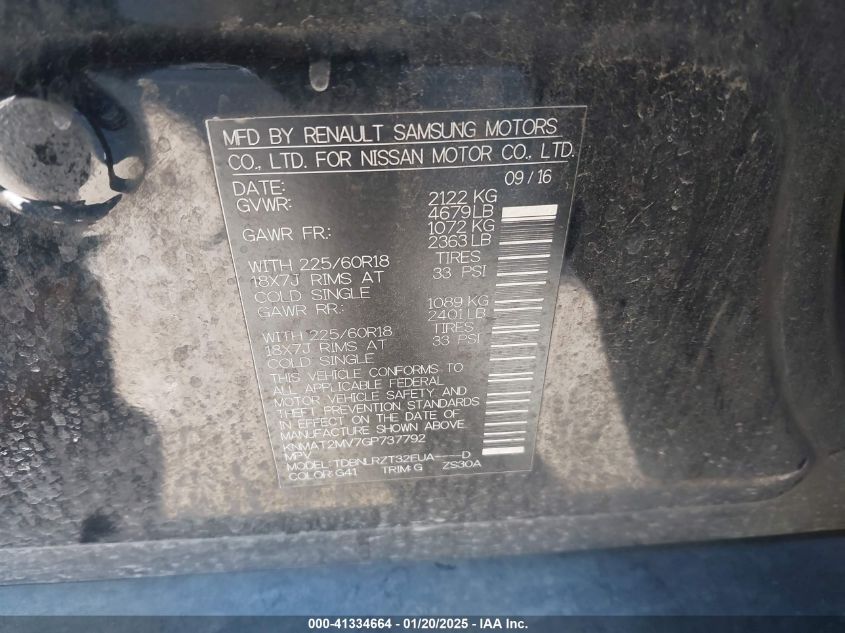 MFD BY RENAULT SAMSUNG MOTORS
CO., LTD. FOR NISSAN MOTOR CO., LTD.
DATE: 09/16
GVWR: 2122 KG
4679LB
GAWR FR: 1072 KG
2363 LB
WITH 225/60R18 TIRES
18X7J RIMS AT 33 PSI
COLD SINGLE
GAWR RR: 1089 KG
2401LB
WITH 225/60R18 TIRES
18X7J RIMS AT 33 PSI
COLD SINGLE
THIS VEHICLE CONFORMS TO
ALL APPLICABLE FEDERAL
MOTOR VEHICLE SAFETY AND
THEFT PREVENTION STANDARDS
IN EFFECT ON THE DATE OF
MANUFACTURE SHOWN ABOVE.
KNMAT2MV7GP737792
MPV
MODEL: TDBNLRZT32EUA----D
COLOR: G41 TRIM: G ZS30A
000-41334664 - 01/20/2025 - IAA Inc.